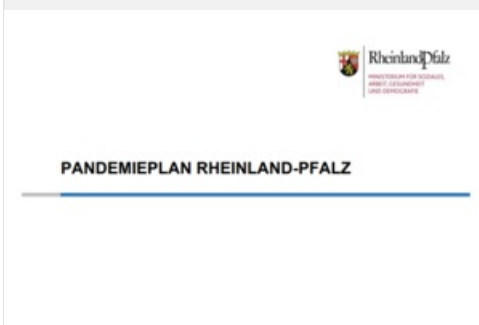 RheinlandPfalz
MINISTERIUM FÜR SOZIALES,
ARBEIT, GESUNDHEIT
UND DEMOGRAFIE
PANDEMIEPLAN RHEINLAND-PFALZ